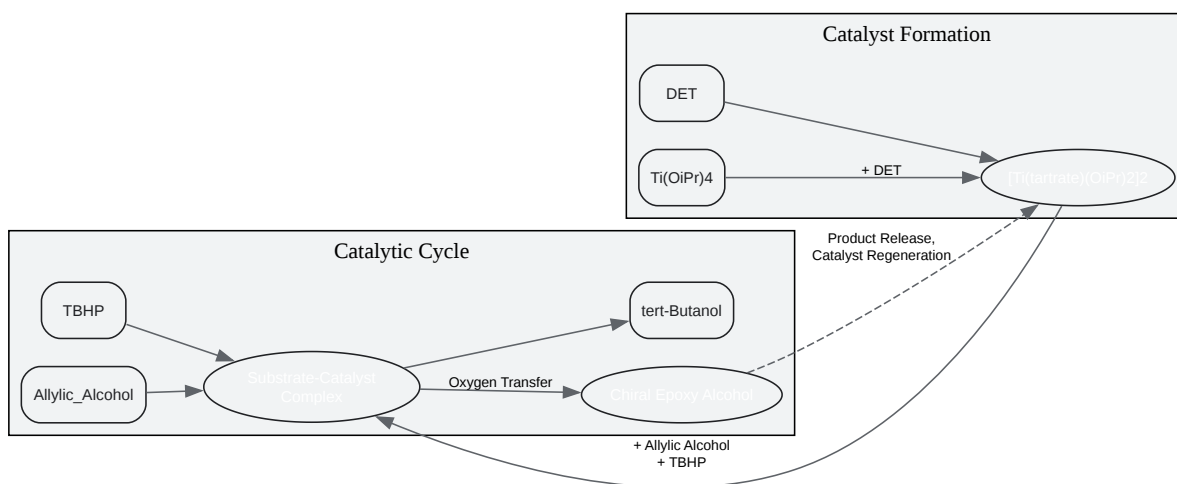 Catalyst Formation
DET
Ti(OiPr)4
+ DET
[Ti(tartrate)(OiPr)2]2
Product Release,
Catalyst Regeneration
Catalytic Cycle
TBHP
tert-Butanol
Allylic_Alcohol
Substrate-Catalyst
Complex
Oxygen Transfer
Chiral Epoxy Alcohol
+ Allylic Alcohol
+ TBHP